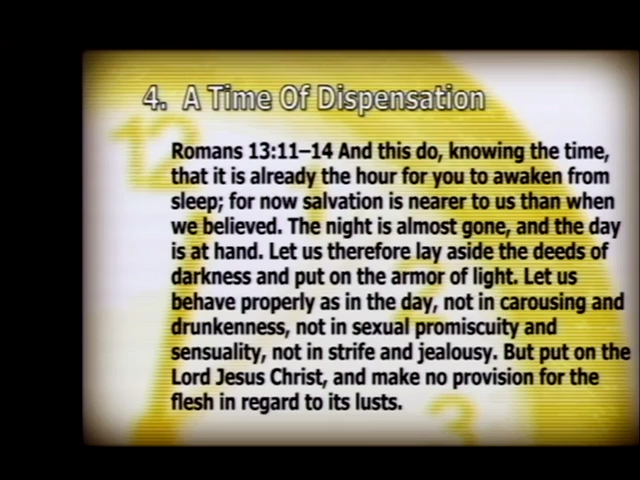 4. A Time Of Dispensation
Romans 13:11–14 And this do, knowing the time,
that it is already the hour for you to awaken from
sleep; for now salvation is nearer to us than when
we believed. The night is almost gone, and the day
is at hand. Let us therefore lay aside the deeds of
darkness and put on the armor of light. Let us
behave properly as in the day, not in carousing and
drunkenness, not in sexual promiscuity and
sensuality, not in strife and jealousy. But put on the
Lord Jesus Christ, and make no provision for the
flesh in regard to its lusts.
12
1
2
3